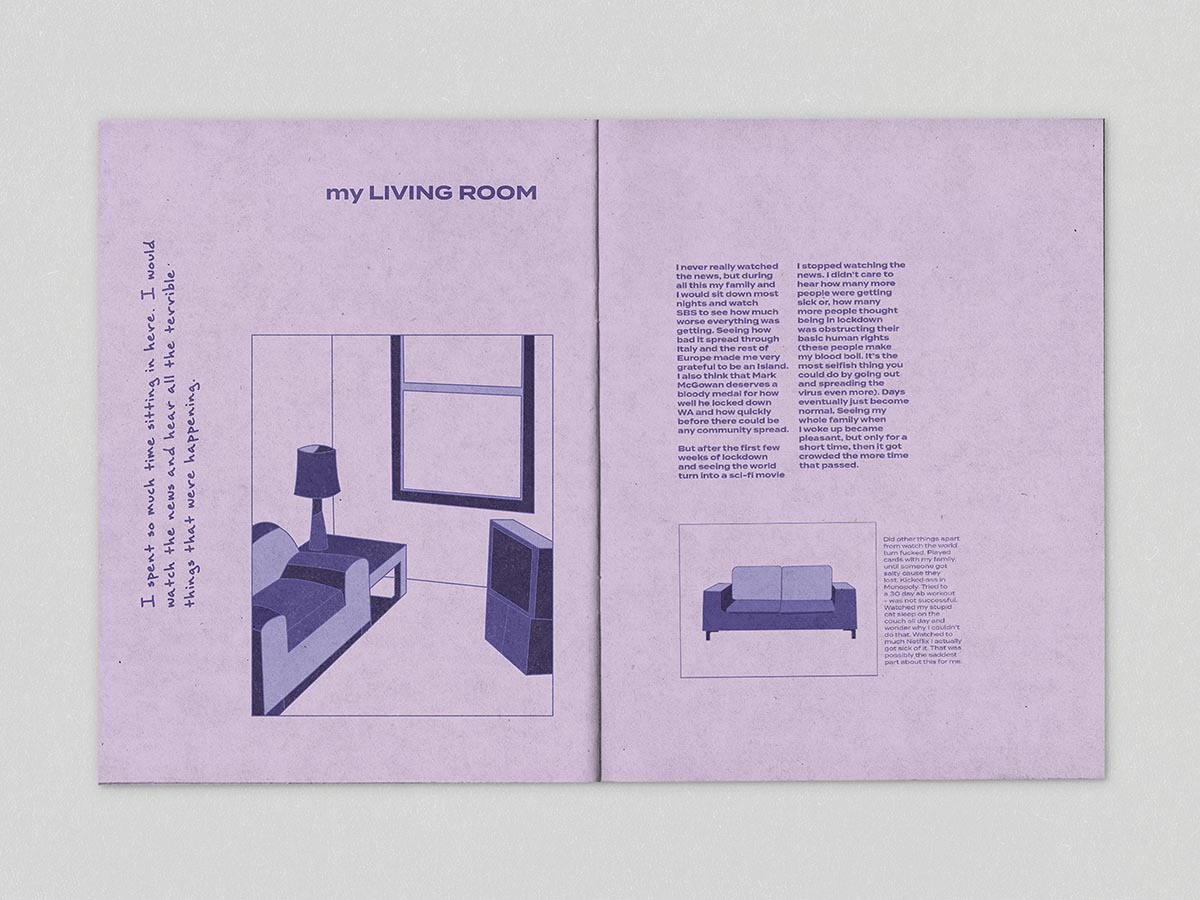 my LIVING ROOM
I spent so much time sitting in here. I would
watch the news and hear all the terrible
things that were happening.
I never really watched
the news, but during
all this my family and
I would sit down most
nights and watch
SBS to see how much
worse everything was
getting. Seeing how
bad it spread through
Italy and the rest of
Europe made me very
grateful to be an Island.
I also think that Mark
McGowan deserves a
bloody medal for how
well he locked down
WA and how quickly
before there could be
any community spread.
But after the first few
weeks of lockdown
and seeing the world
turn into a sci-fi movie
I stopped watching the
news. I didn't care to
hear how many more
people were getting
sick or, how many
more people thought
being in lockdown
was obstructing their
basic human rights
(these people make
my blood boil. It's the
most selfish thing you
could do by going out
and spreading the
virus even more). Days
eventually just become
normal. Seeing my
whole family when
I woke up became
pleasant, but only for a
short time, then it got
crowded the more time
that passed.
Did other things apart
from watch the world
turn fucked. Played
cards with my family,
until someone got
salty cause they
lost. Kicked ass in
Monopoly. Tried to
a 30 day ab workout
- was not successful.
Watched my stupid
cat sleep on the
couch all day and
wonder why I couldn't
do that. Watched to
much Netflix I actually
got sick of it. That was
possibly the saddest
part about this for me.